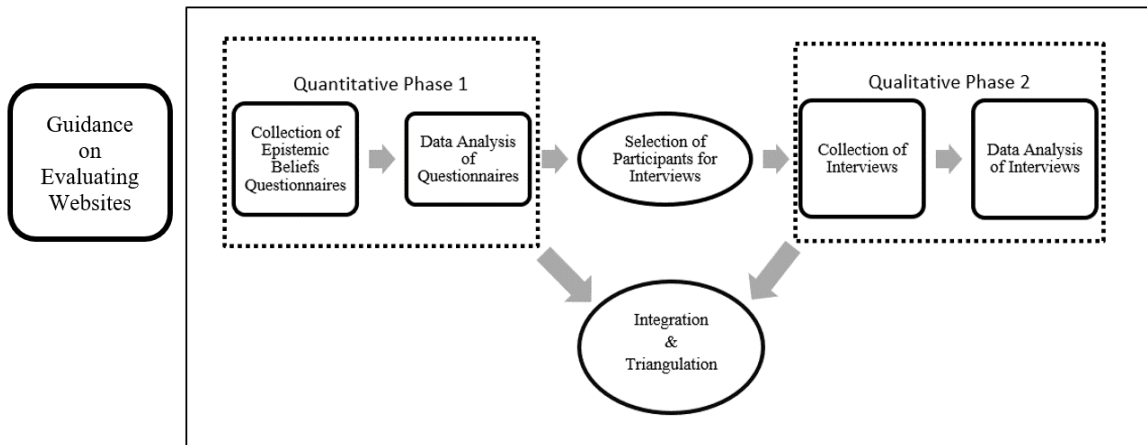 Guidance
on
Evaluating
Websites
Quantitative Phase 1
Collection of
Epistemic
Beliefs
Questionnaires
Data Analysis
of
Questionnaires
Selection of
Participants for
Interviews
Qualitative Phase 2
Collection of
Interviews
Data Analysis
of Interviews
Integration
&
Triangulation